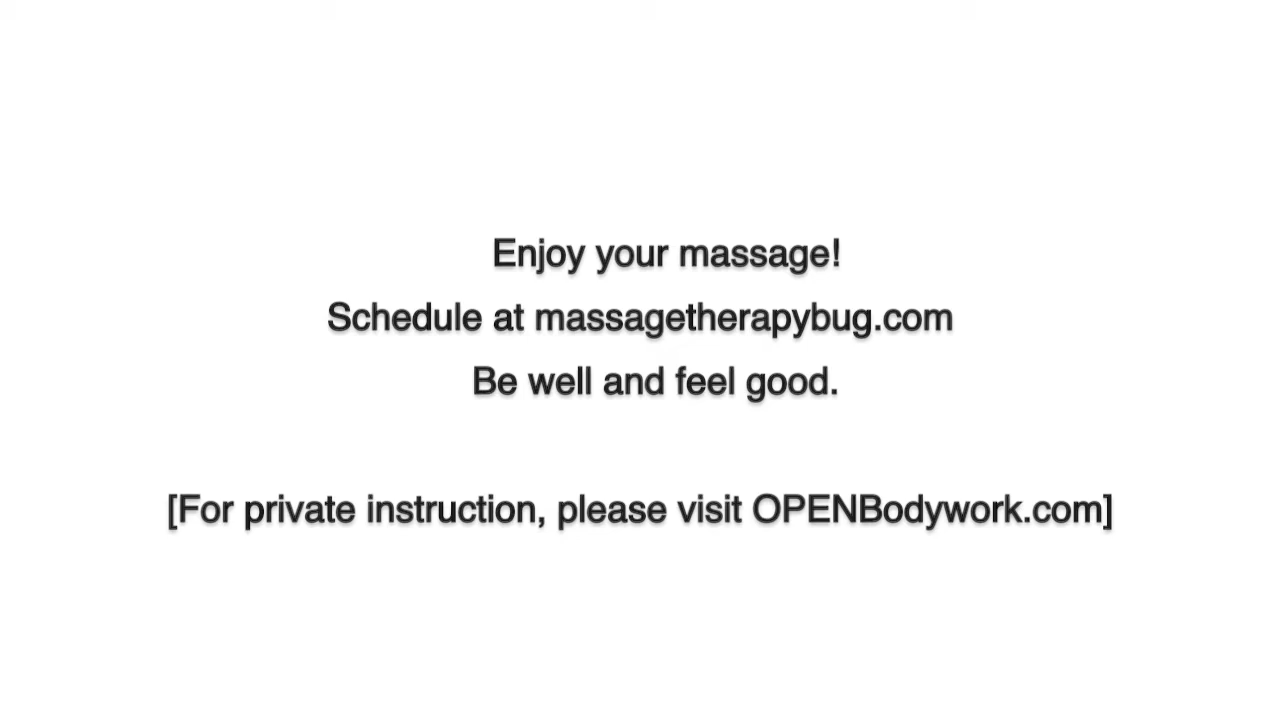 Enjoy your massage!
Schedule at massagetherapybug.com
Be well and feel good.
[For private instruction, please visit OPENBodywork.com]